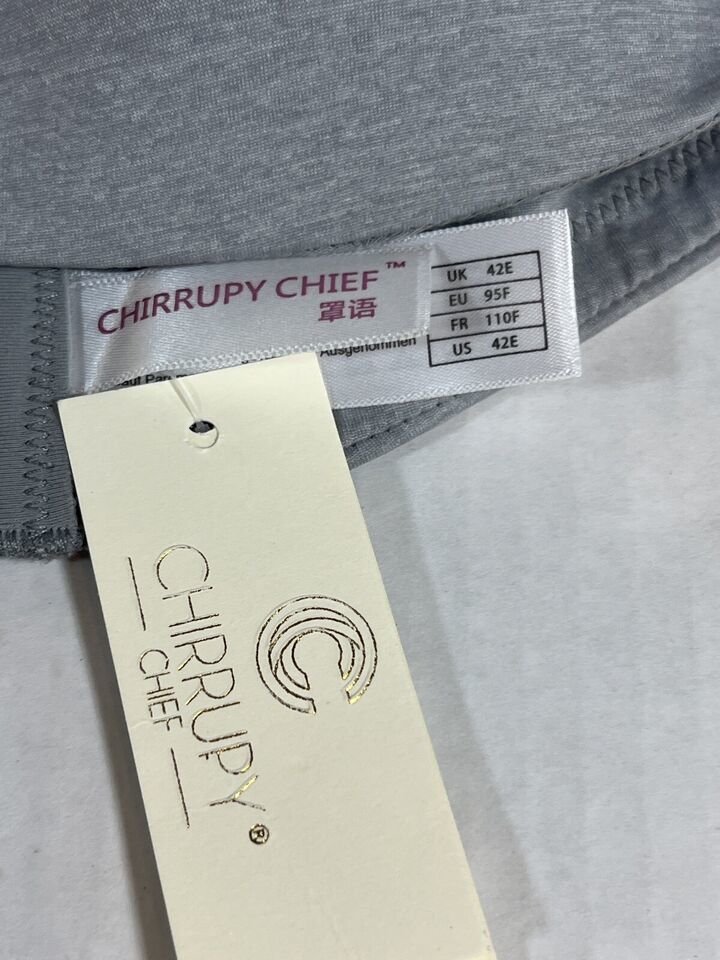 CHIRRUPY CHIEF™
罩语
UK 42E
EU 95F
FR 110F
US 42E
Ausgenommen
CHIRRUPY®
CHIEF